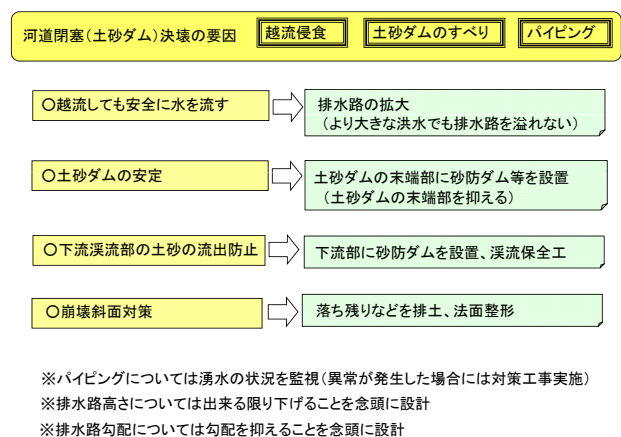 河道閉塞(土砂ダム)決壊の要因　越流侵食　土砂ダムのすべり　パイピング
〇越流しても安全に水を流す
排水路の拡大
(より大きな洪水でも排水路を溢れない)
〇土砂ダムの安定
土砂ダムの末端部に砂防ダム等を設置
(土砂ダムの末端部を抑える)
〇下流渓流部の土砂の流出防止
下流部に砂防ダムを設置、渓流保全工
〇崩壊斜面対策
落ち残りなどを排土、法面整形
※パイピングについては湧水の状況を監視(異常が発生した場合には対策工事実施)
※排水路高さについては出来る限り下げることを念頭に設計
※排水路勾配については勾配を抑えることを念頭に設計